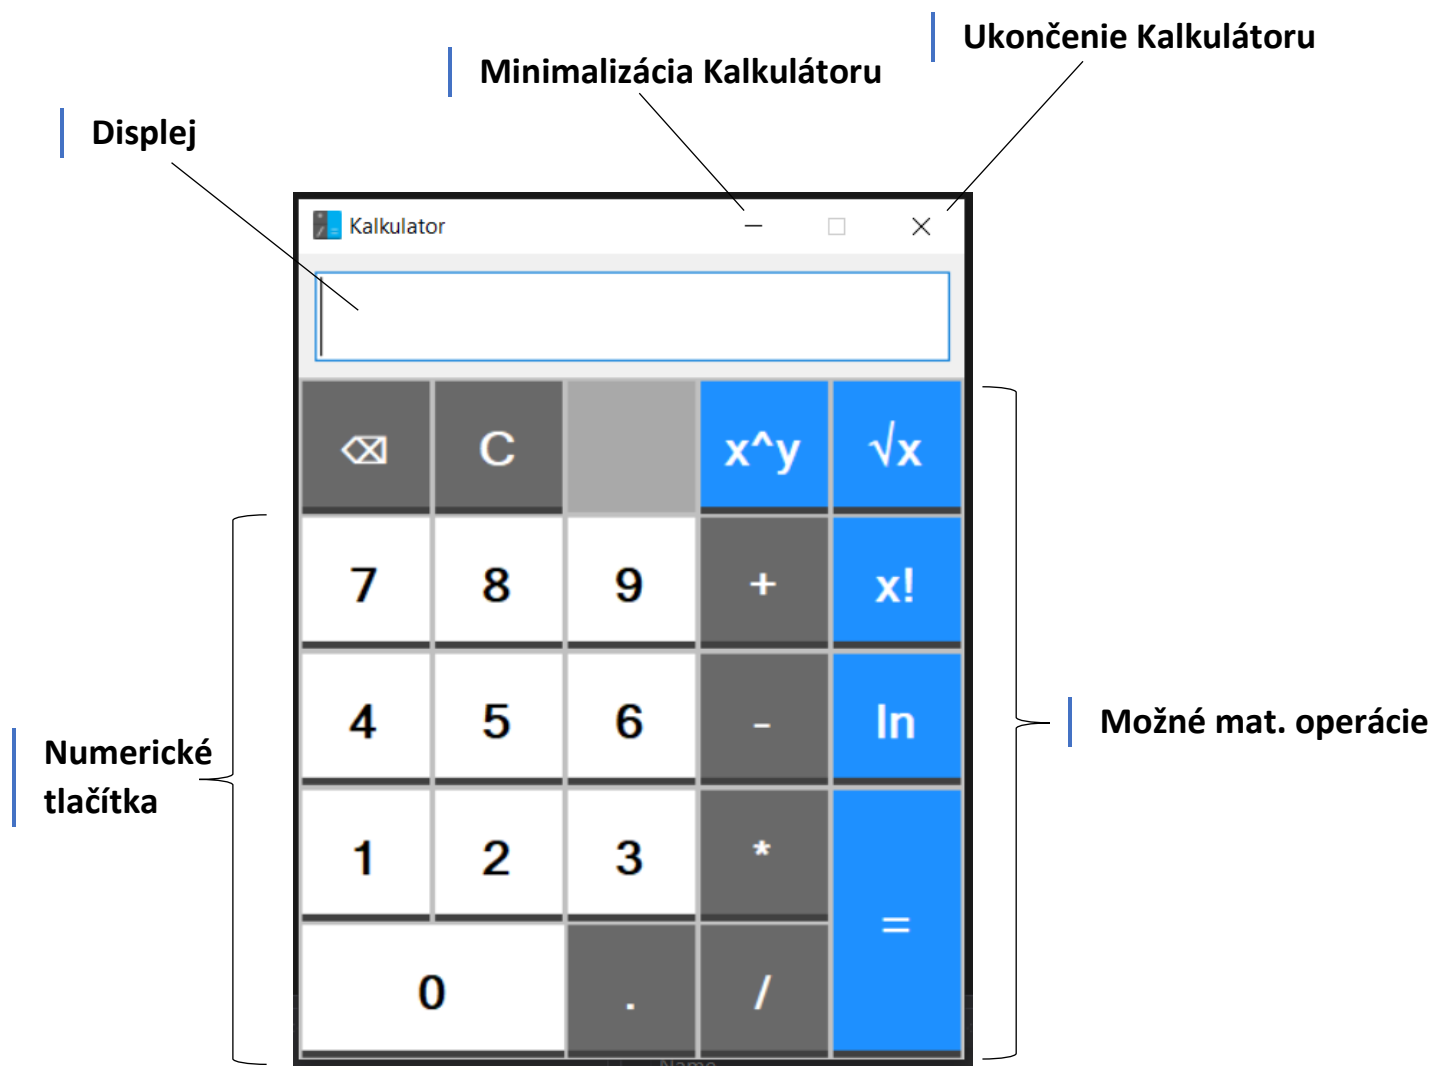 Ukončenie Kalkulátoru
Minimalizácia Kalkulátoru
Displej
Kalkulator
⌫ C x^y √x
7 8 9 + x!
4 5 6 - ln
Možné mat. operácie
Numerické
tlačítka
1 2 3 *
=
0 . /
Name